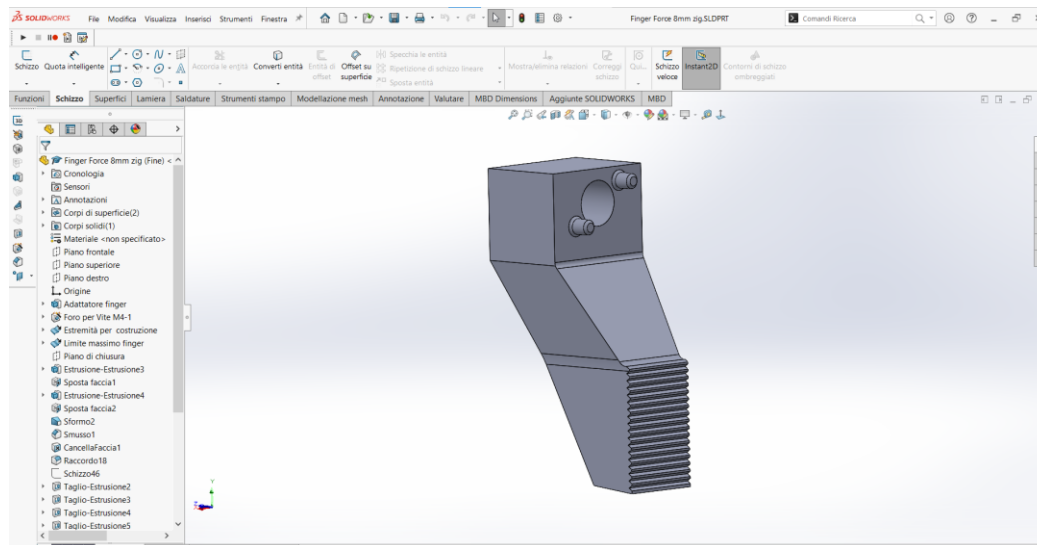 SOLIDWORKS File Modifica Visualizza Inserisci Strumenti Finestra Finger Force 8mm zig.SLDPRT Comandi Ricerca
Schizzo Quota intelligente Accorcia le entità Converti entità Entità di offset Offset su superficie Specchia le entità Ripetizione di schizzo lineare Sposta entità Mostra/elimina relazioni Correggi schizzo Qui... Schizzo veloce Instant2D Contorni di schizzo ombreggiati
Funzioni Schizzo Superfici Lamiera Saldature Strumenti stampo Modellazione mesh Annotazione Valutare MBD Dimensions Aggiunte SOLIDWORKS MBD
Finger Force 8mm zig (Fine) <
Cronologia
Sensori
Annotazioni
Corpi di superficie(2)
Corpi solidi(1)
Materiale <non specificato>
Piano frontale
Piano superiore
Piano destro
Origine
Adattatore finger
Foro per Vite M4-1
Estremità per costruzione
Limite massimo finger
Piano di chiusura
Estrusione-Estrusione3
Sposta faccia1
Estrusione-Estrusione4
Sposta faccia2
Sformo2
Smusso1
CancellaFaccia1
Raccordo18
Schizzo46
Taglio-Estrusione2
Taglio-Estrusione3
Taglio-Estrusione4
Taglio-Estrusione5